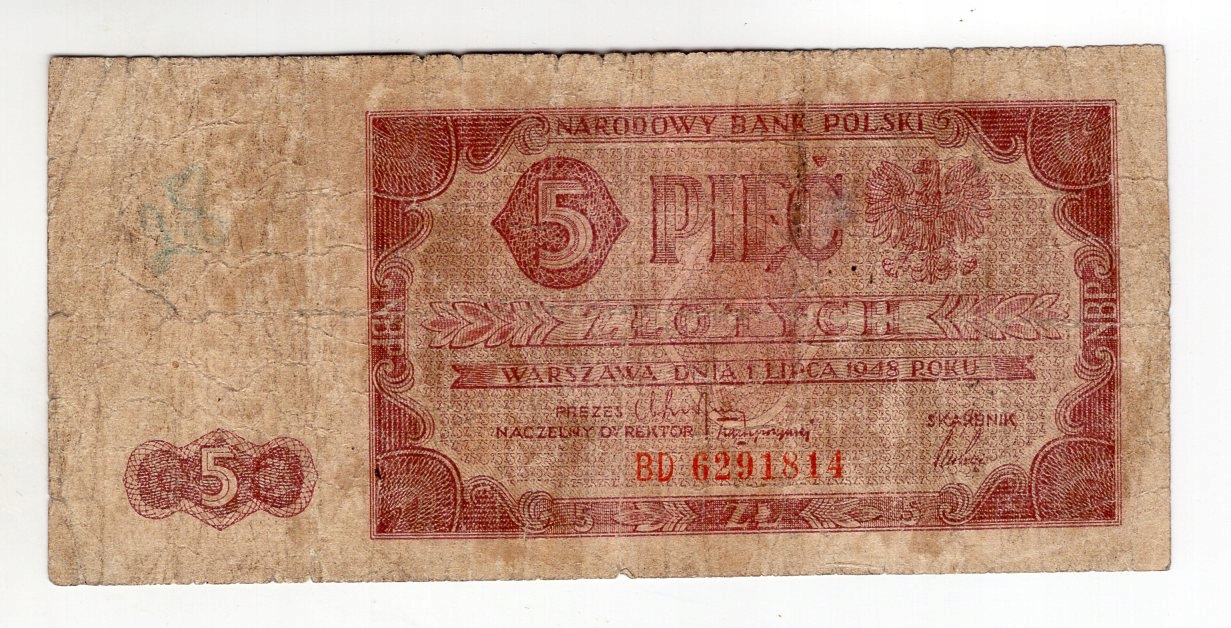 NARODOWY BANK POLSKI
5 PIĘĆ
ZŁOTYCH
NBP
NBP
WARSZAWA DNIA 1 LIPCA 1948 ROKU
PREZES
NACZELNY DYREKTOR
SKARBNIK
BD 6291814
5
5 ZŁ 5